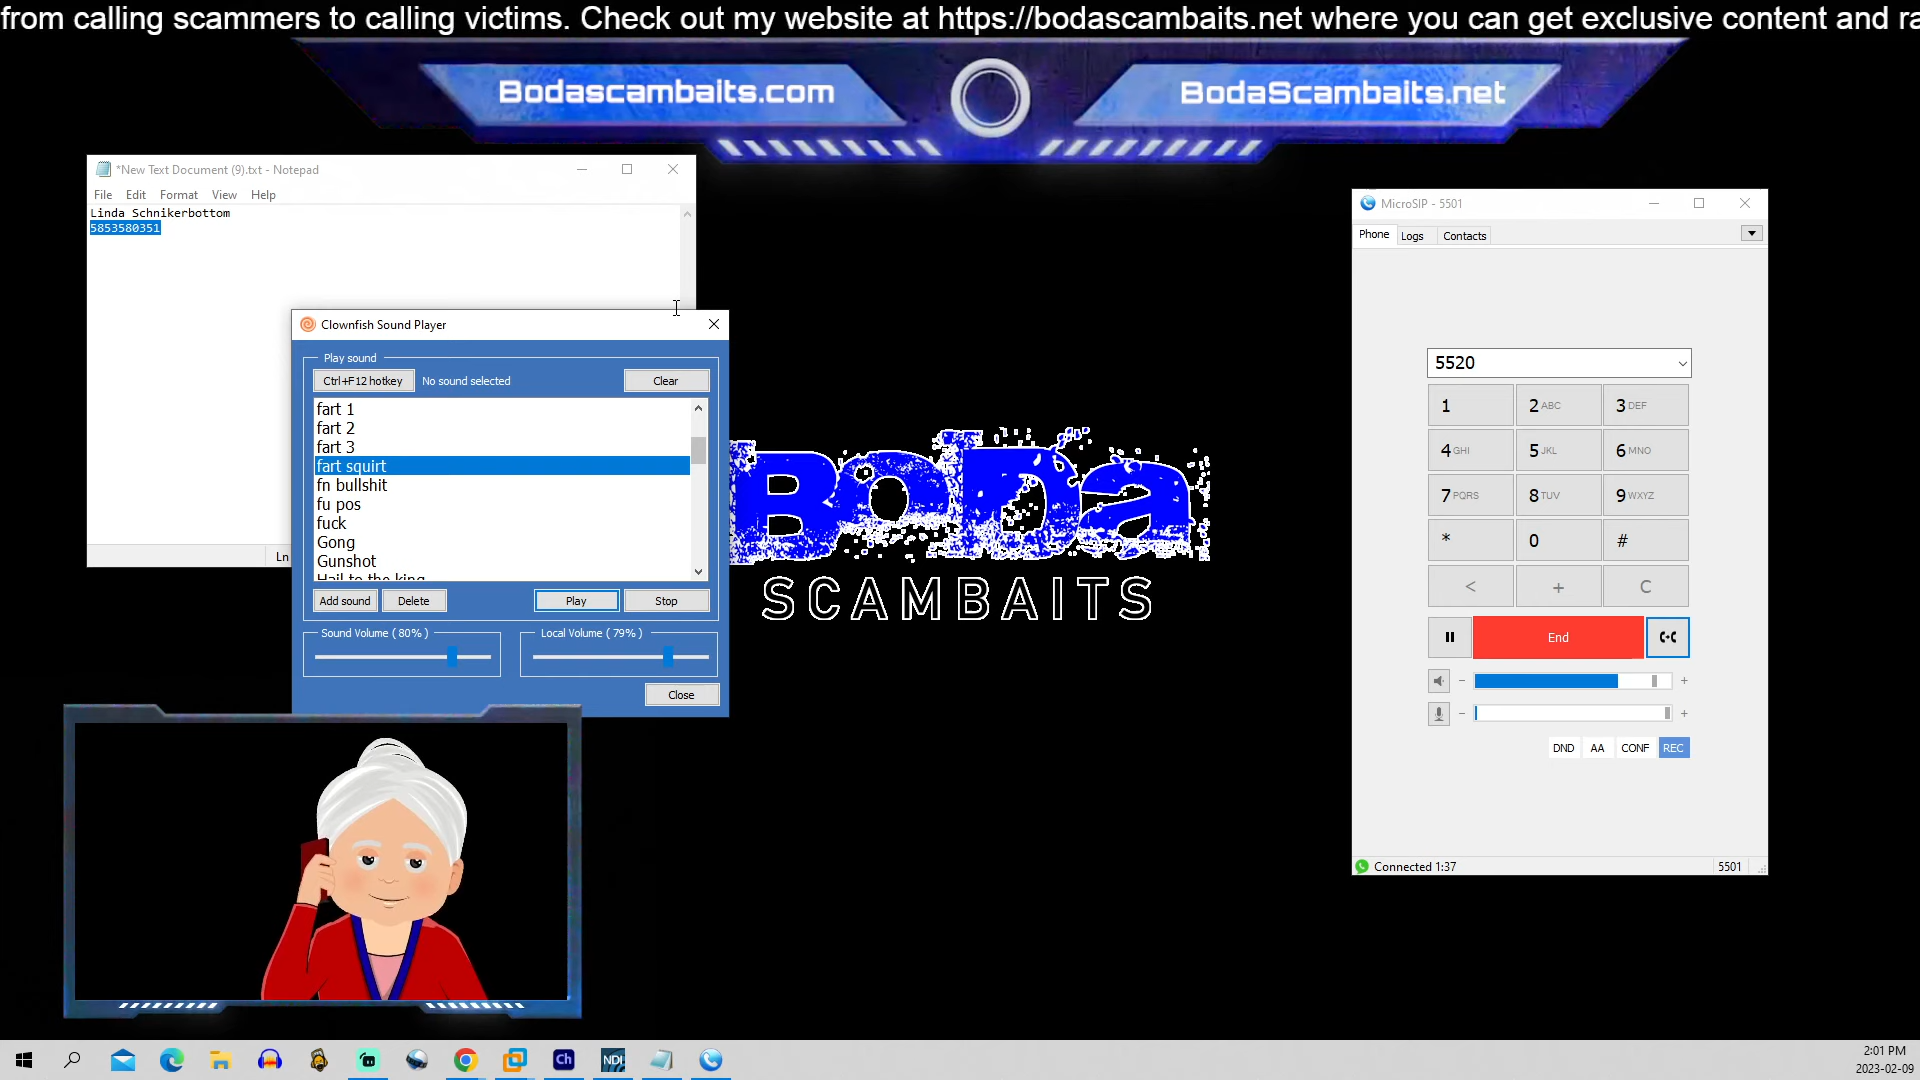 from calling scammers to calling victims. Check out my website at https://bodascambaits.net where you can get exclusive content and ra
Bodascambaits.com
BodaScambaits.net
*New Text Document (9).txt - Notepad
File Edit Format View Help
Linda Schnikerbottom
5853580351
Ln
Clownfish Sound Player
Play sound
Ctrl+F12 hotkey No sound selected Clear
fart 1
fart 2
fart 3
fart squirt
fn bullshit
fu pos
fuck
Gong
Gunshot
Hail to the king
Add sound Delete Play Stop
Sound Volume ( 80% ) Local Volume ( 79% )
Close
BoDa
SCAMBAITS
MicroSIP - 5501
Phone Logs Contacts
5520
1 2 ABC 3 DEF
4 GHI 5 JKL 6 MNO
7 PQRS 8 TUV 9 WXYZ
* 0 #
< + C
End
- +
- +
DND AA CONF REC
Connected 1:37 5501
Ch
NDI
2:01 PM
2023-02-09